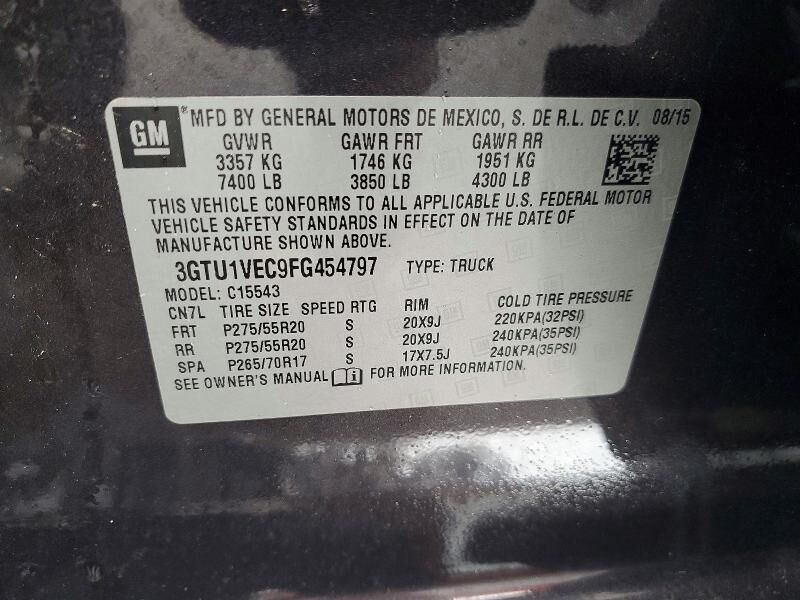 GM ® MFD BY GENERAL MOTORS DE MEXICO, S. DE R.L. DE C.V. 08/15
GVWR GAWR FRT GAWR RR
3357 KG 1746 KG 1951 KG
7400 LB 3850 LB 4300 LB
THIS VEHICLE CONFORMS TO ALL APPLICABLE U.S. FEDERAL MOTOR
VEHICLE SAFETY STANDARDS IN EFFECT ON THE DATE OF
MANUFACTURE SHOWN ABOVE.
3GTU1VEC9FG454797 TYPE: TRUCK
MODEL: C15543
CN7L TIRE SIZE SPEED RTG RIM COLD TIRE PRESSURE
FRT P275/55R20 S 20X9J 220KPA(32PSI)
RR P275/55R20 S 20X9J 240KPA(35PSI)
SPA P265/70R17 S 17X7.5J 240KPA(35PSI)
SEE OWNER'S MANUAL FOR MORE INFORMATION.